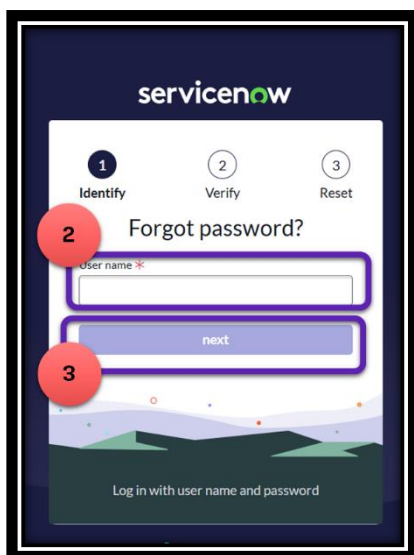 servicenow
1 2 3
Identify Verify Reset
Forgot password?
2
User name *
next
3
Log in with user name and password